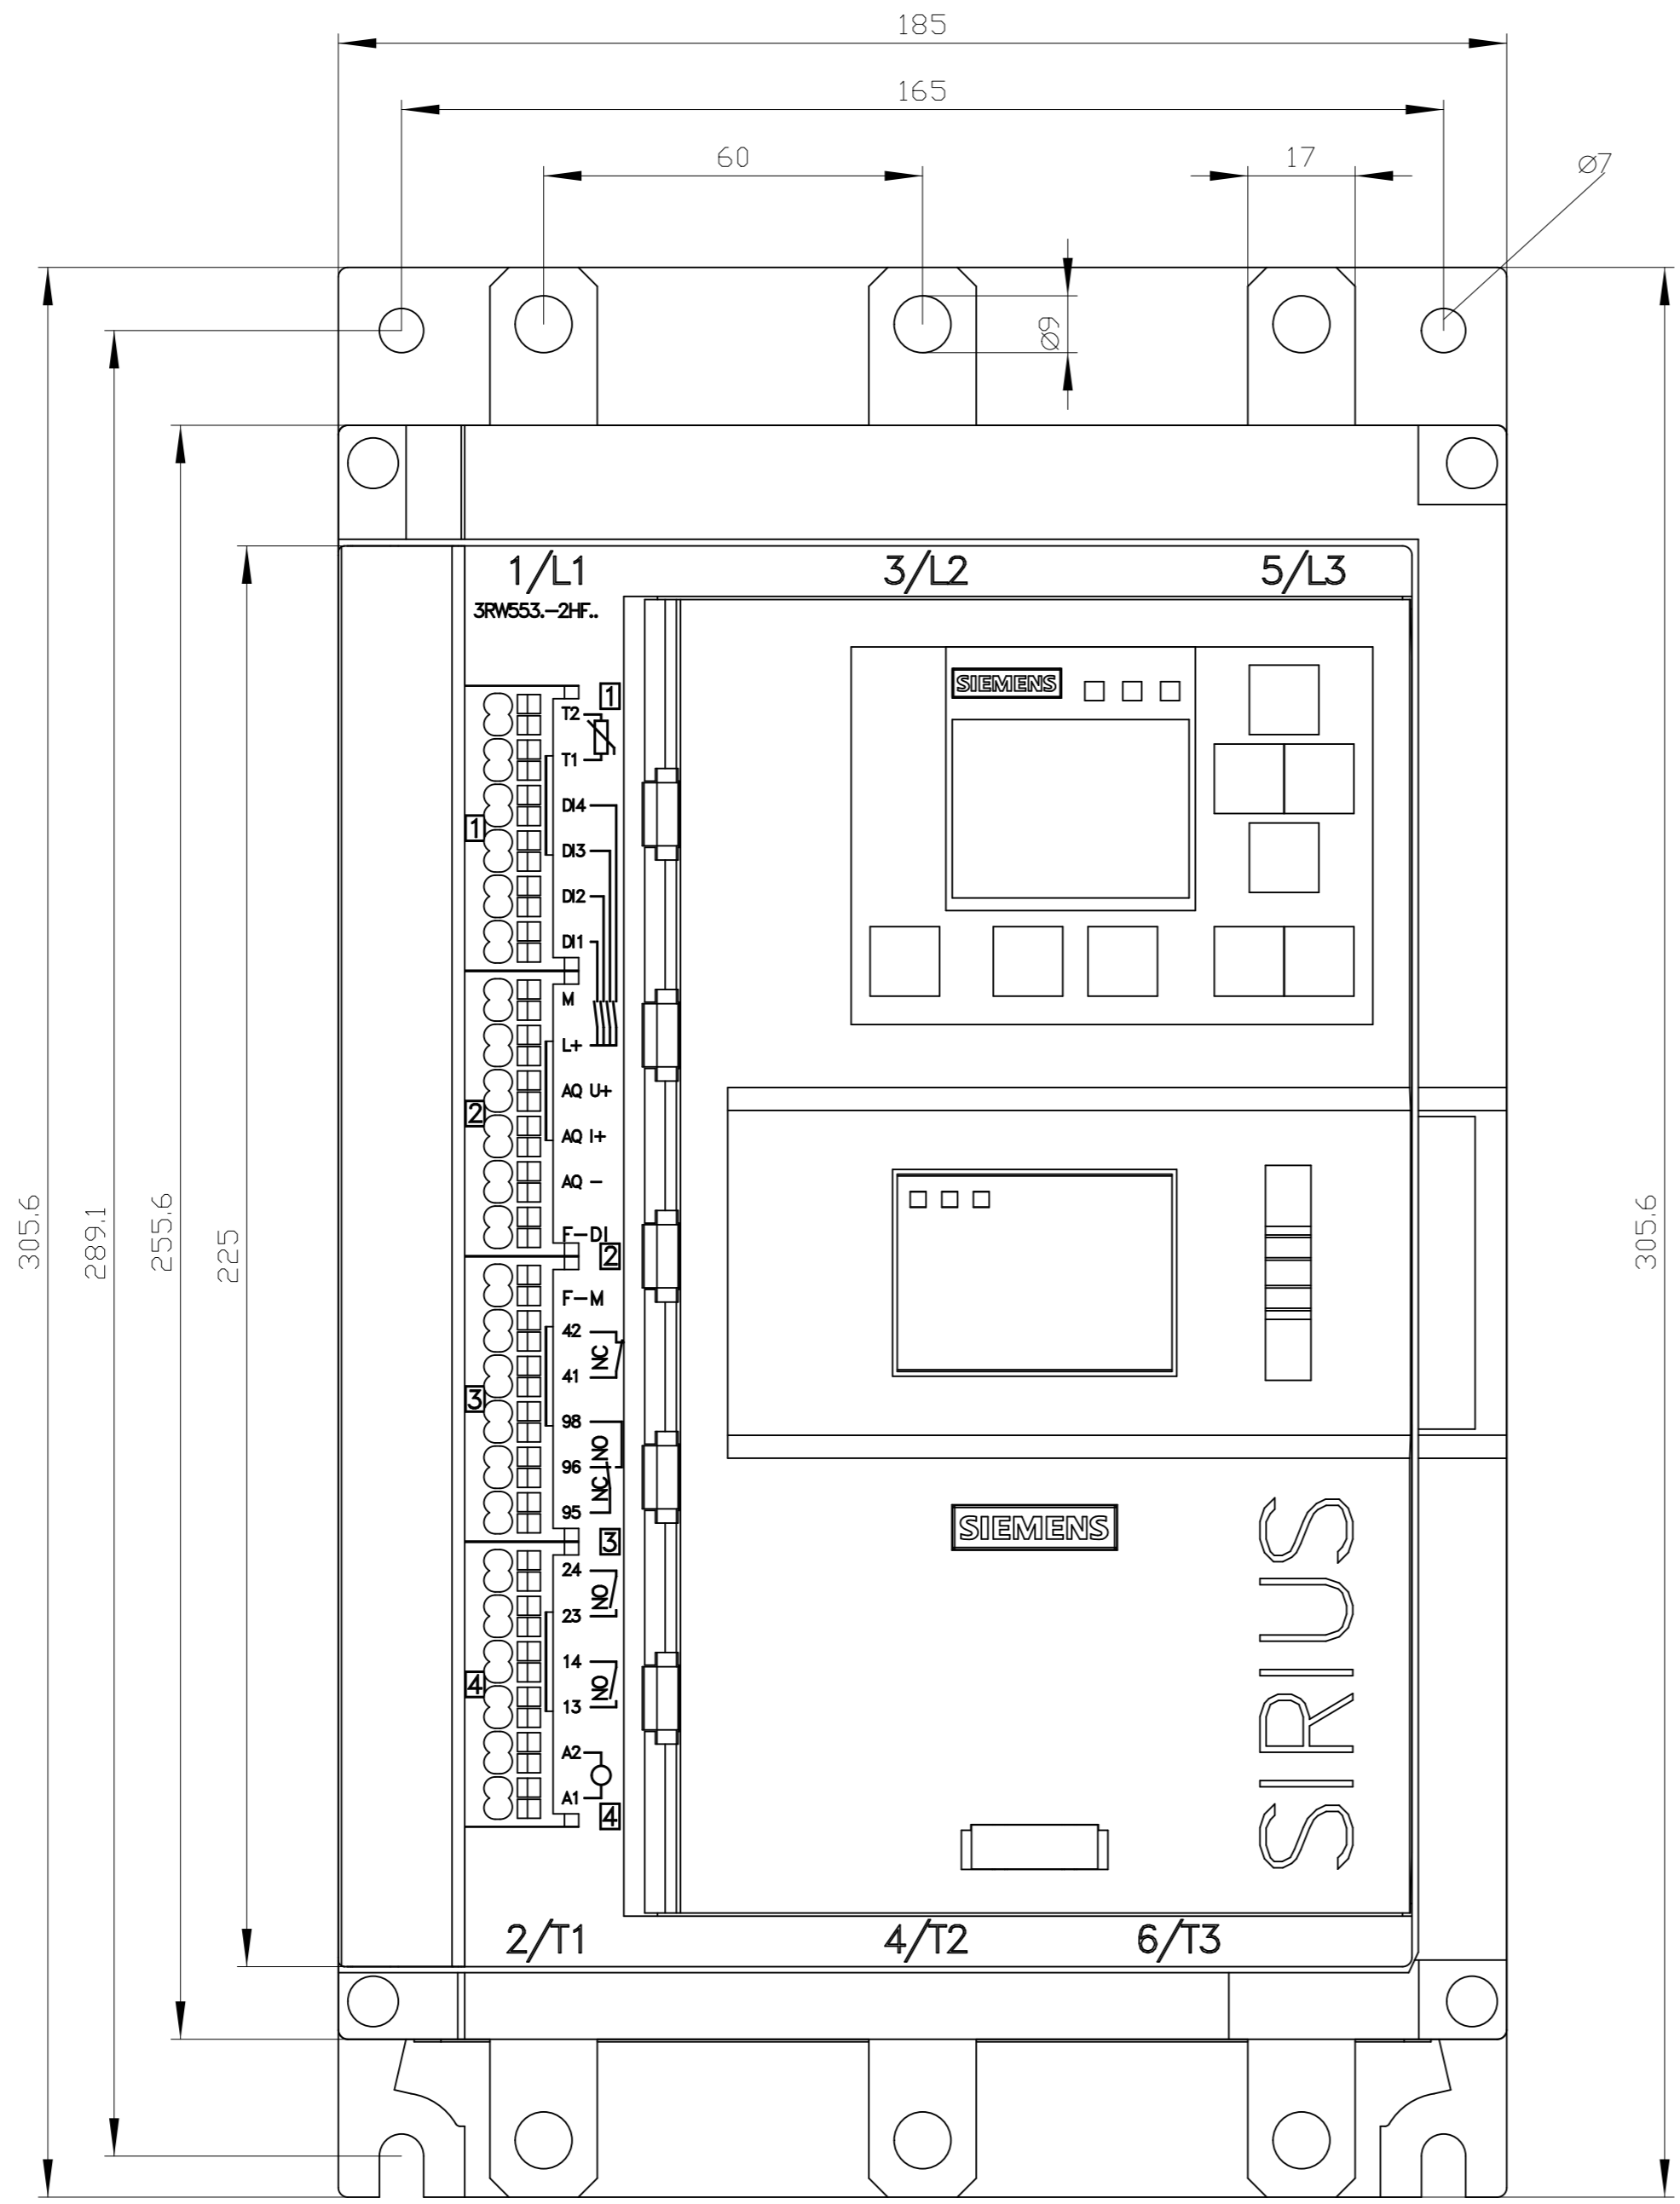 185
165
60
17
Ø7
Ø9
305.6
289.1
255.6
225
305.6
1/L1
3/L2
5/L3
3RW553.-2HF..
SIEMENS
1
T2
T1
DI4
1
DI3
DI2
DI1
M
L+
AQ U+
2
AQ I+
AQ -
F-DI
2
F-M
42
NC
41
3
98
NO
96
NC
95
3
24
NO
23
14
4
NO
13
A2
A1
4
SIEMENS
SIRIUS
2/T1
4/T2
6/T3